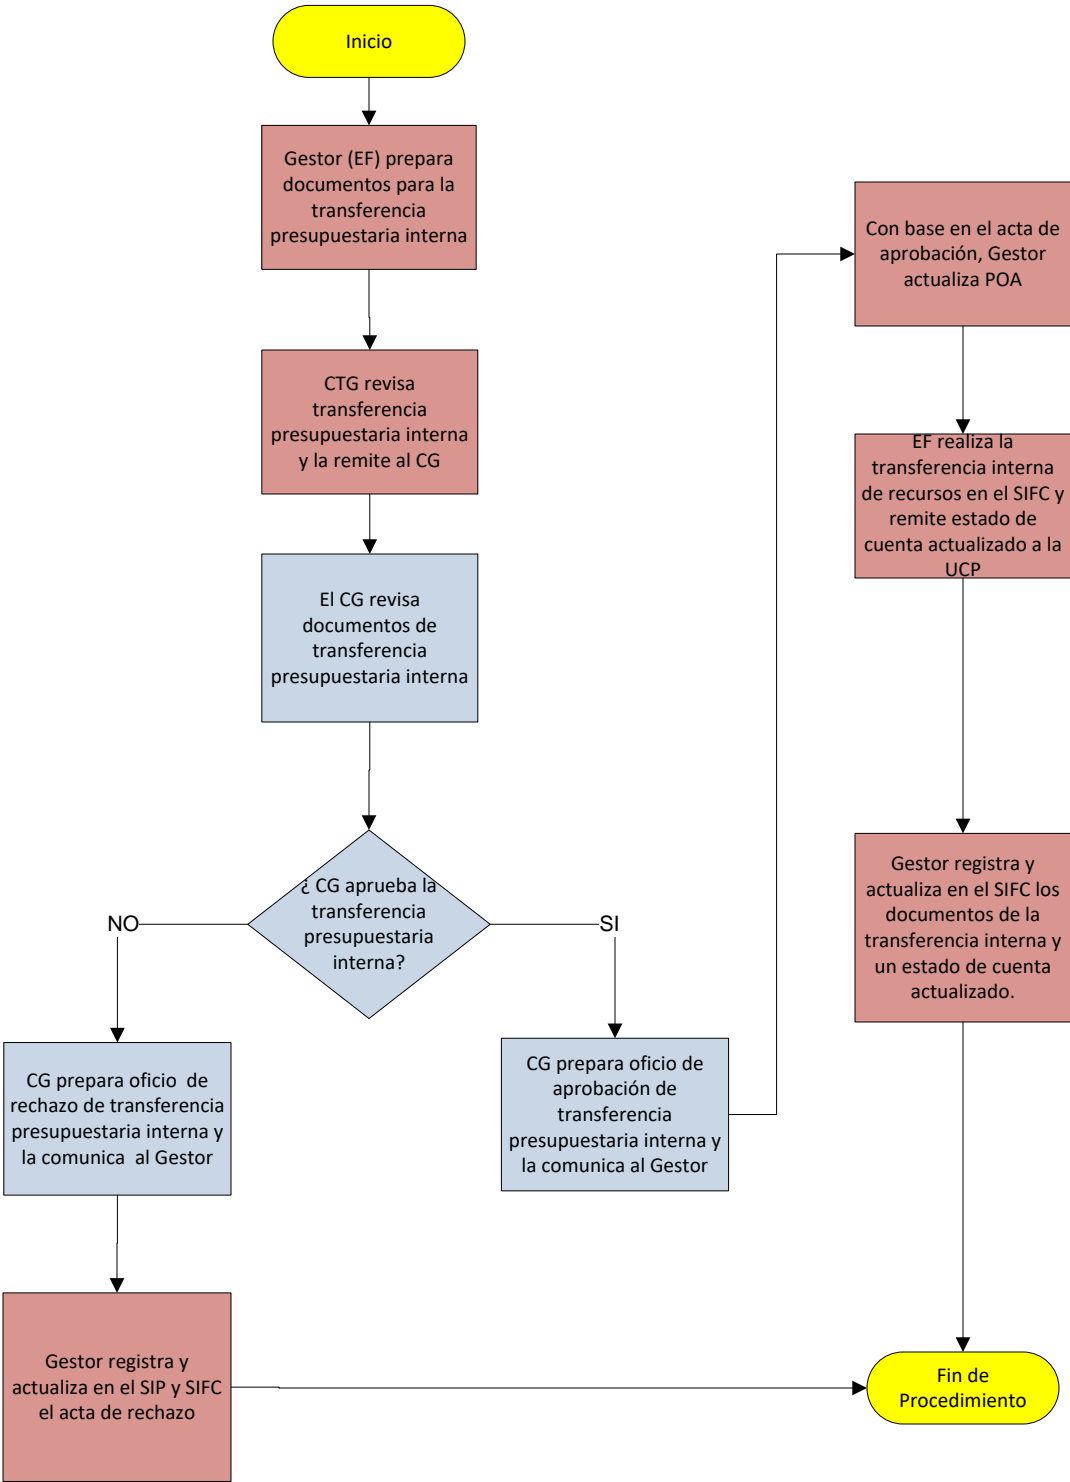 Inicio
Gestor (EF) prepara
documentos para la
transferencia
presupuestaria interna
CTG revisa
transferencia
presupuestaria interna
y la remite al CG
El CG revisa
documentos de
transferencia
presupuestaria interna
¿ CG aprueba la
transferencia
presupuestaria
interna?
NO
SI
CG prepara oficio  de
rechazo de transferencia
presupuestaria interna y
la comunica  al Gestor
Gestor registra y
actualiza en el SIP y SIFC
el acta de rechazo
CG prepara oficio de
aprobación de
transferencia
presupuestaria interna y
la comunica al Gestor
Con base en el acta de
aprobación, Gestor
actualiza POA
EF realiza la
transferencia interna
de recursos en el SIFC y
remite estado de
cuenta actualizado a la
UCP
Gestor registra y
actualiza en el SIFC los
documentos de la
transferencia interna y
un estado de cuenta
actualizado.
Fin de
Procedimiento